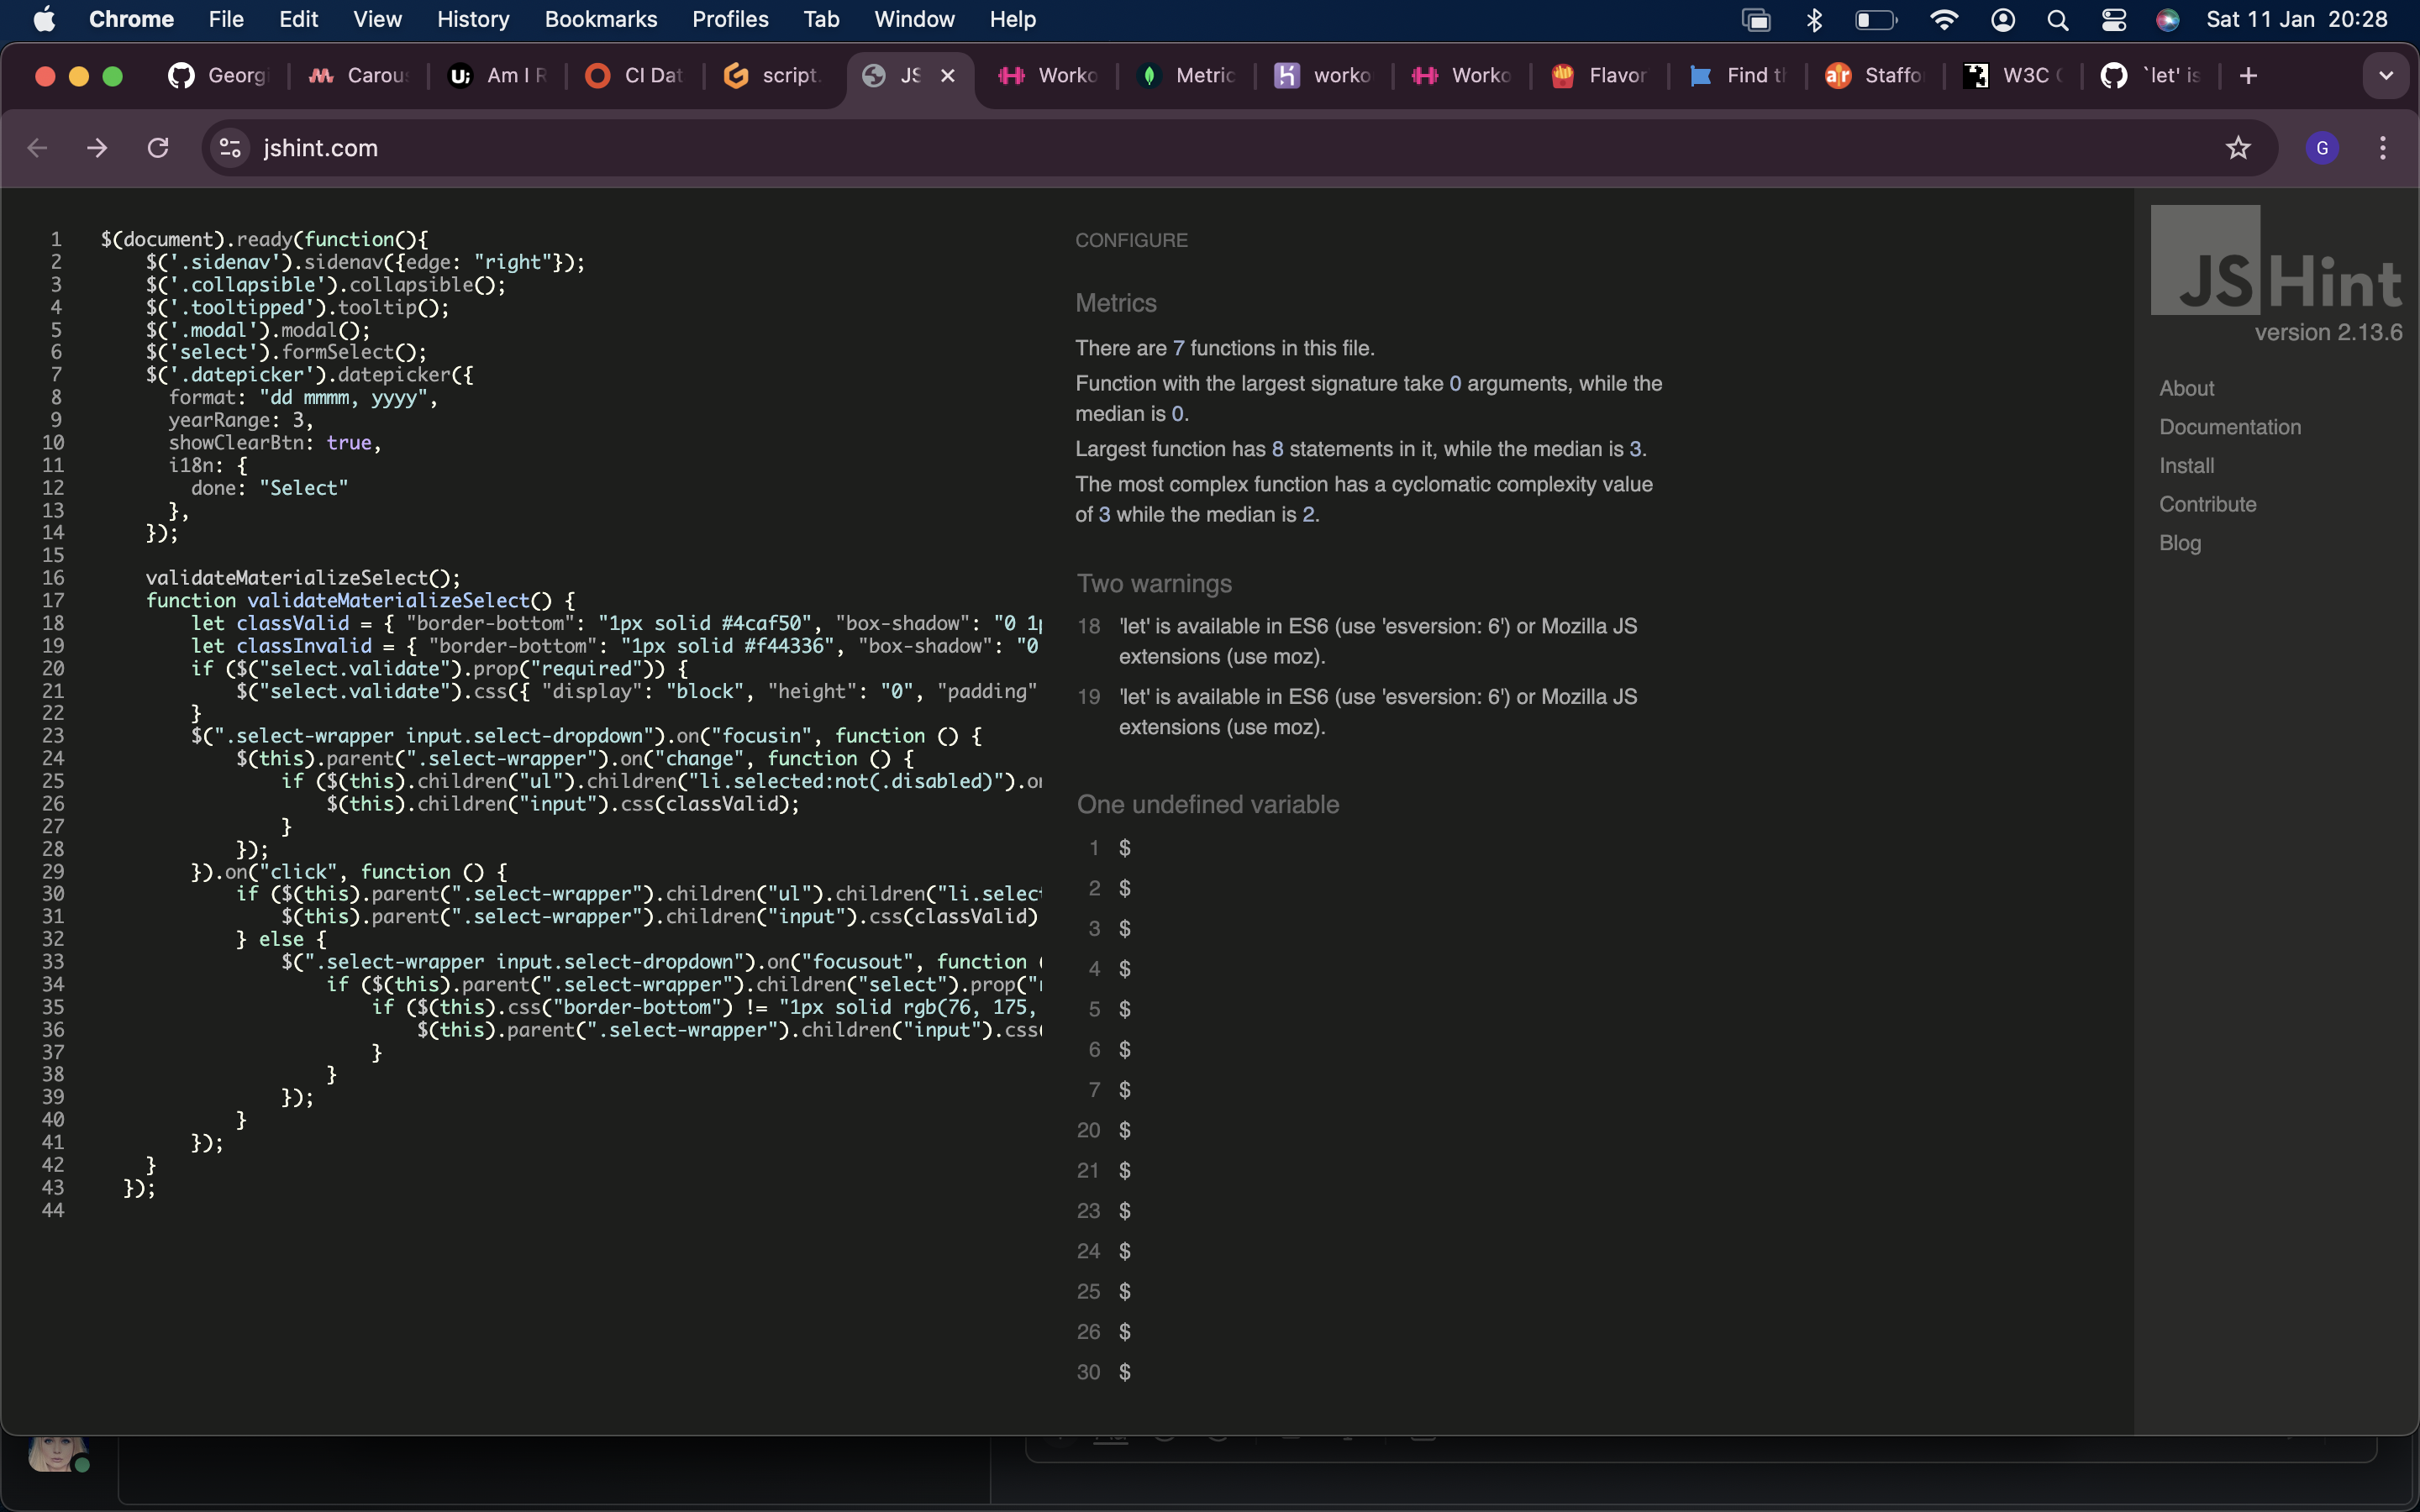 Chrome File Edit View History Bookmarks Profiles Tab Window Help Sat 11 Jan 20:28
Georgi Carous Am I R CI Dat script. JS Worko Metric worko Worko Flavor Find th Staffo W3C `let' is
jshint.com G
1 $(document).ready(function(){
2 $('.sidenav').sidenav({edge: "right"});
3 $('.collapsible').collapsible();
4 $('.tooltipped').tooltip();
5 $('.modal').modal();
6 $('select').formSelect();
7 $('.datepicker').datepicker({
8 format: "dd mmmm, yyyy",
9 yearRange: 3,
10 showClearBtn: true,
11 i18n: {
12 done: "Select"
13 },
14 });
15
16 validateMaterializeSelect();
17 function validateMaterializeSelect() {
18 let classValid = { "border-bottom": "1px solid #4caf50", "box-shadow": "0 1p
19 let classInvalid = { "border-bottom": "1px solid #f44336", "box-shadow": "0
20 if ($("select.validate").prop("required")) {
21 $("select.validate").css({ "display": "block", "height": "0", "padding"
22 }
23 $(".select-wrapper input.select-dropdown").on("focusin", function () {
24 $(this).parent(".select-wrapper").on("change", function () {
25 if ($(this).children("ul").children("li.selected:not(.disabled)").on
26 $(this).children("input").css(classValid);
27 }
28 });
29 }).on("click", function () {
30 if ($(this).parent(".select-wrapper").children("ul").children("li.select
31 $(this).parent(".select-wrapper").children("input").css(classValid)
32 } else {
33 $(".select-wrapper input.select-dropdown").on("focusout", function (
34 if ($(this).parent(".select-wrapper").children("select").prop("r
35 if ($(this).css("border-bottom") != "1px solid rgb(76, 175,
36 $(this).parent(".select-wrapper").children("input").css(
37 }
38 }
39 });
40 }
41 });
42 }
43 });
44
CONFIGURE
Metrics
There are 7 functions in this file.
Function with the largest signature take 0 arguments, while the
median is 0.
Largest function has 8 statements in it, while the median is 3.
The most complex function has a cyclomatic complexity value
of 3 while the median is 2.
Two warnings
18 'let' is available in ES6 (use 'esversion: 6') or Mozilla JS
extensions (use moz).
19 'let' is available in ES6 (use 'esversion: 6') or Mozilla JS
extensions (use moz).
One undefined variable
1 $
2 $
3 $
4 $
5 $
6 $
7 $
20 $
21 $
23 $
24 $
25 $
26 $
30 $
JSHint
version 2.13.6
About
Documentation
Install
Contribute
Blog